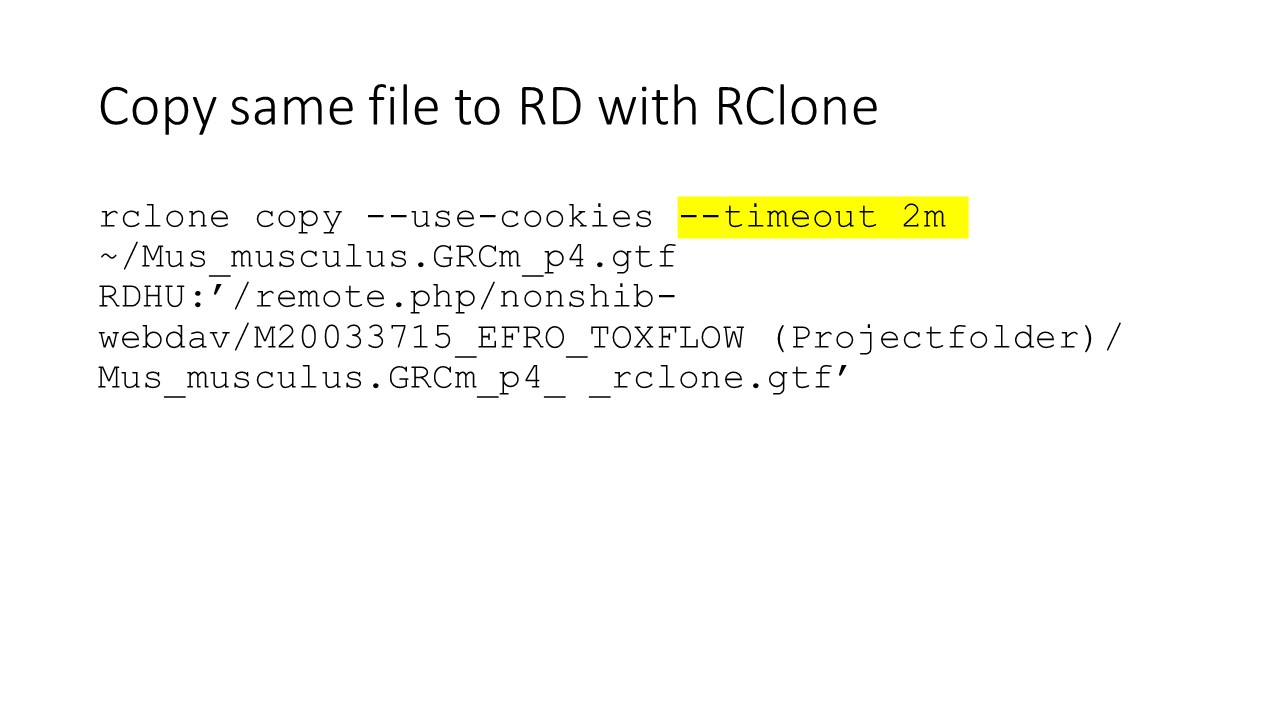 Copy same file to RD with RClone
rclone copy --use-cookies --timeout 2m
~/Mus_musculus.GRCm_p4.gtf
RDHU:’/remote.php/nonshib-
webdav/M20033715_EFRO_TOXFLOW (Projectfolder)/
Mus_musculus.GRCm_p4_ _rclone.gtf’